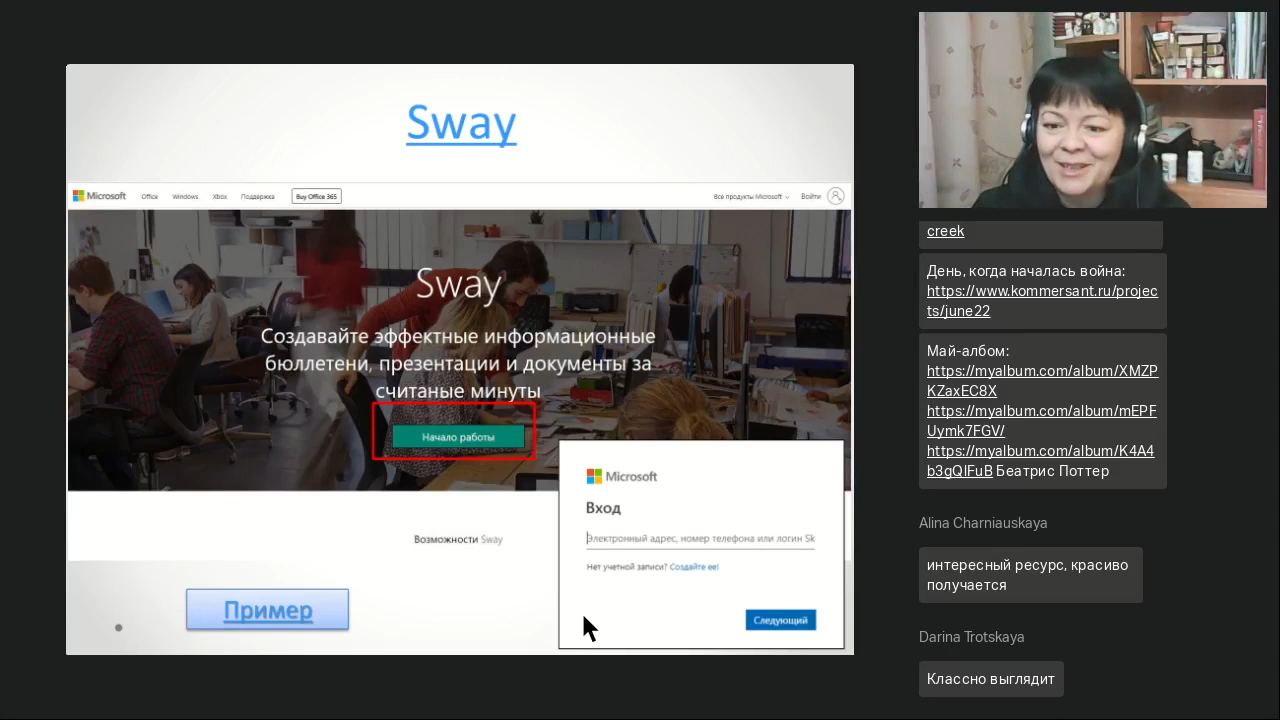 Sway
Microsoft Office Windows Xbox Поддержка Buy Office 365 Все продукты Microsoft Войти
Sway
Создавайте эффектные информационные
бюллетени, презентации и документы за
считаные минуты
Начало работы
Возможности Sway
Microsoft
Вход
Электронный адрес, номер телефона или логин Sk
Нет учетной записи? Создайте ее!
Следующий
Пример
creek
День, когда началась война:
https://www.kommersant.ru/projec
ts/june22
Май-албом:
https://myalbum.com/album/XMZP
KZaxEC8X
https://myalbum.com/album/mEPF
Uymk7FGV/
https://myalbum.com/album/K4A4
b3gQIFuB Беатрис Поттер
Alina Charniauskaya
интересный ресурс, красиво
получается
Darina Trotskaya
Классно выглядит